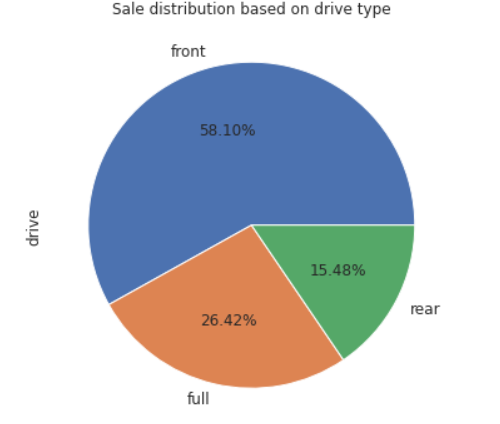 Sale distribution based on drive type
front
58.10%
drive
15.48%
rear
26.42%
full